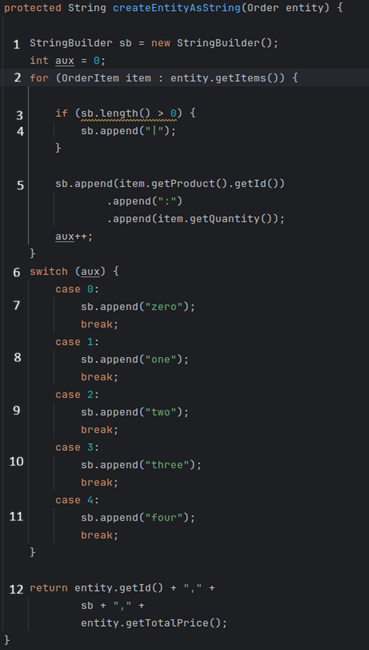 protected String createEntityAsString(Order entity) {
1 StringBuilder sb = new StringBuilder();
int aux = 0;
2 for (OrderItem item : entity.getItems()) {
3 if (sb.length() > 0) {
4 sb.append("|");
}
5 sb.append(item.getProduct().getId())
.append(":")
.append(item.getQuantity());
aux++;
}
6 switch (aux) {
case 0:
7 sb.append("zero");
break;
case 1:
8 sb.append("one");
break;
case 2:
9 sb.append("two");
break;
case 3:
10 sb.append("three");
break;
case 4:
11 sb.append("four");
break;
}
12 return entity.getId() + "," +
sb + "," +
entity.getTotalPrice();
}